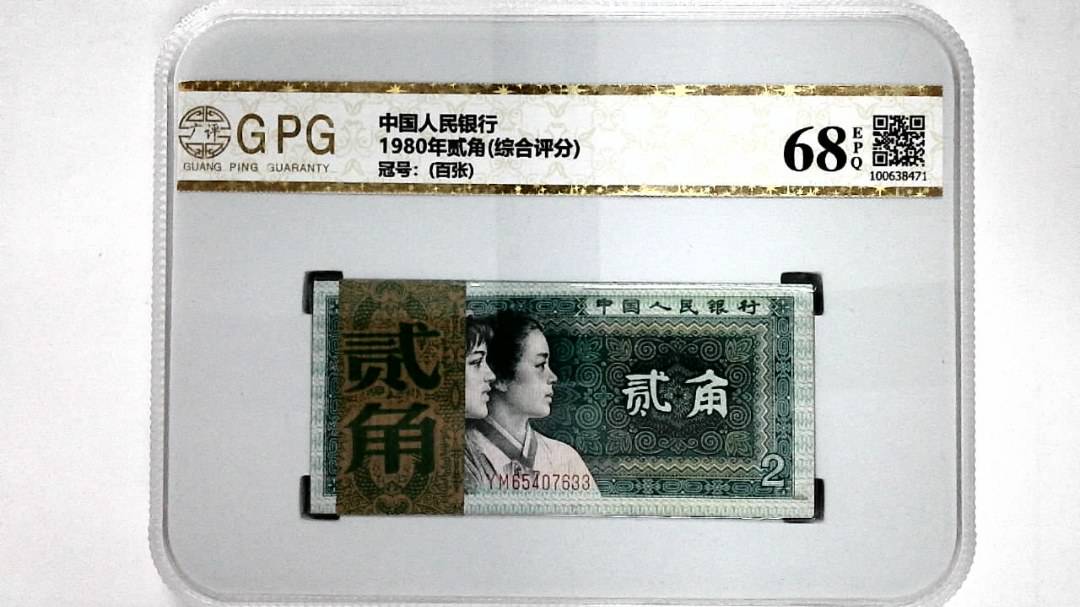 广评
GPG
GUANG PING GUARANTY
中国人民银行
1980年贰角(综合评分)
冠号：(百张)
68
EPQ
100638471
贰角
中国人民银行
贰角
YM65407633
2